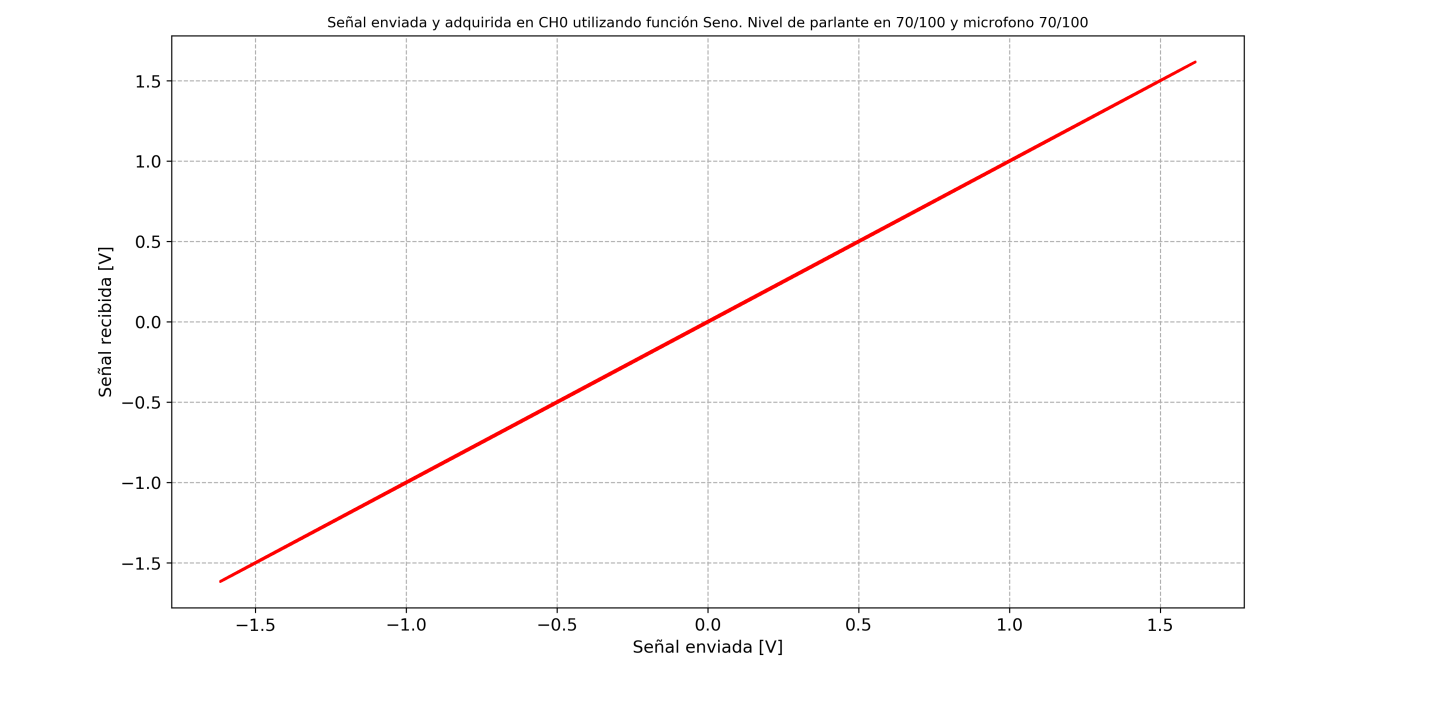 Señal enviada y adquirida en CH0 utilizando función Seno. Nivel de parlante en 70/100 y microfono 70/100
Señal recibida [V]
1.5
1.0
0.5
0.0
−0.5
−1.0
−1.5
−1.5 −1.0 −0.5 0.0 0.5 1.0 1.5
Señal enviada [V]